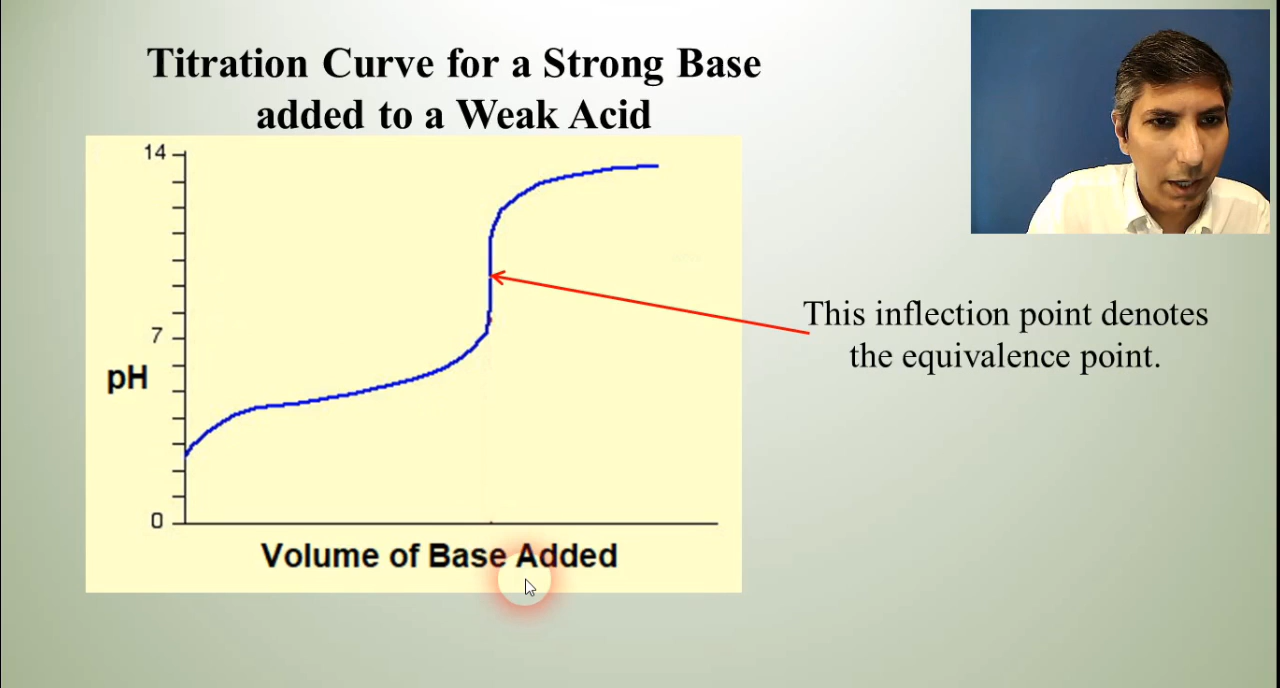 Titration Curve for a Strong Base
added to a Weak Acid
14
7
pH
0
Volume of Base Added
This inflection point denotes
the equivalence point.